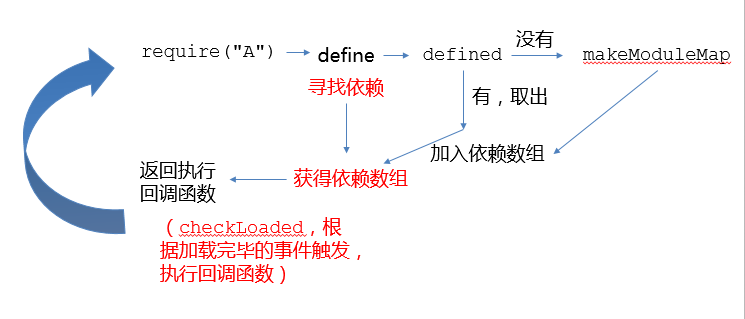 require("A")
define
defined
没有
makeModuleMap
寻找依赖
有，取出
加入依赖数组
获得依赖数组
返回执行
回调函数
（checkLoaded，根
据加载完毕的事件触发，
执行回调函数）